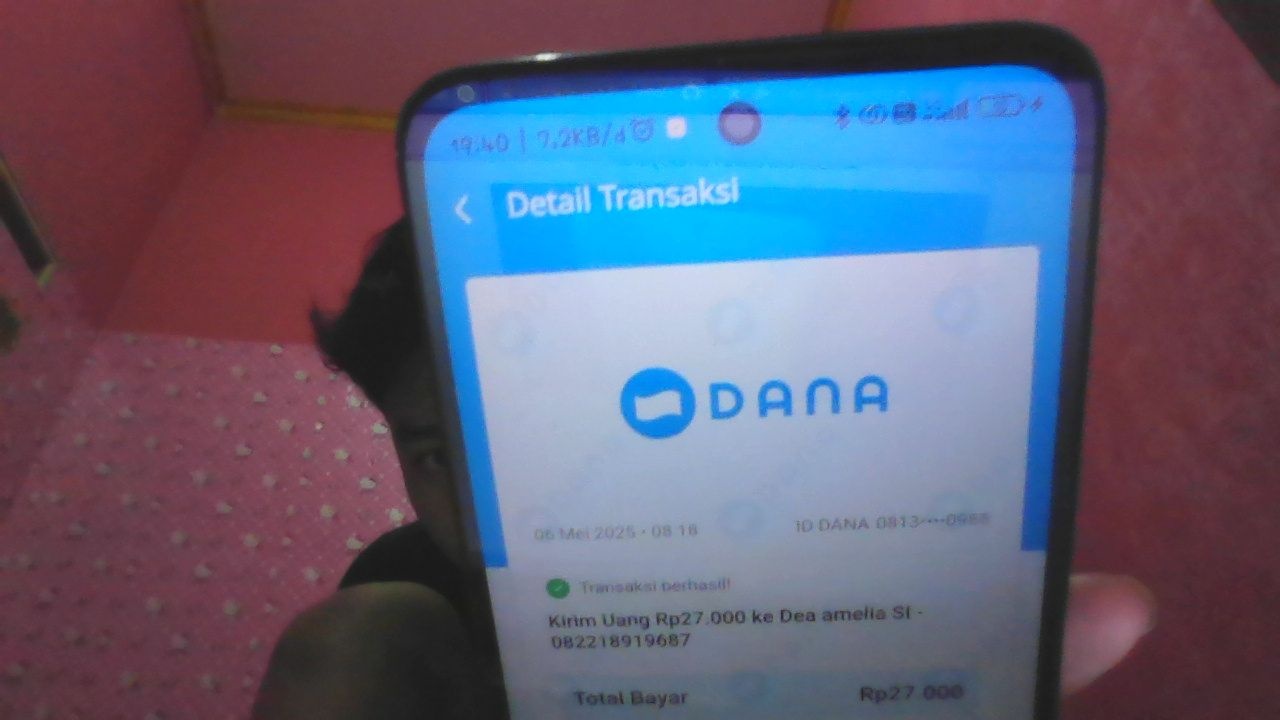 19:40 | 7,2KB/d
Detail Transaksi
DANA
06 Mei 2025 • 08:18
ID DANA 0813••••0988
Transaksi berhasil!
Kirim Uang Rp27.000 ke Dea amelia SI -
082218919687
Total Bayar
Rp27.000